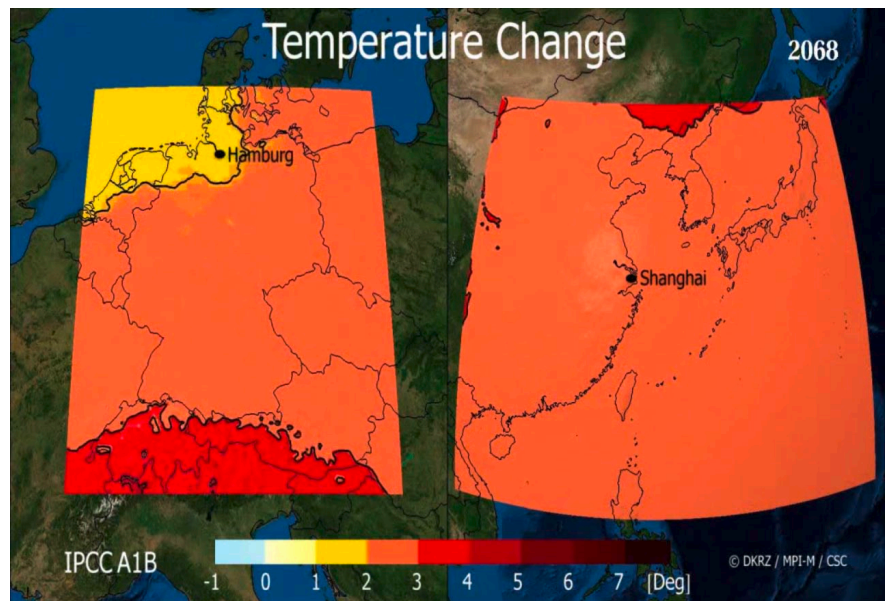 Temperature Change
2068
Hamburg
Shanghai
IPCC A1B
-1 0 1 2 3 4 5 6 7 [Deg]
© DKRZ / MPI-M / CSC